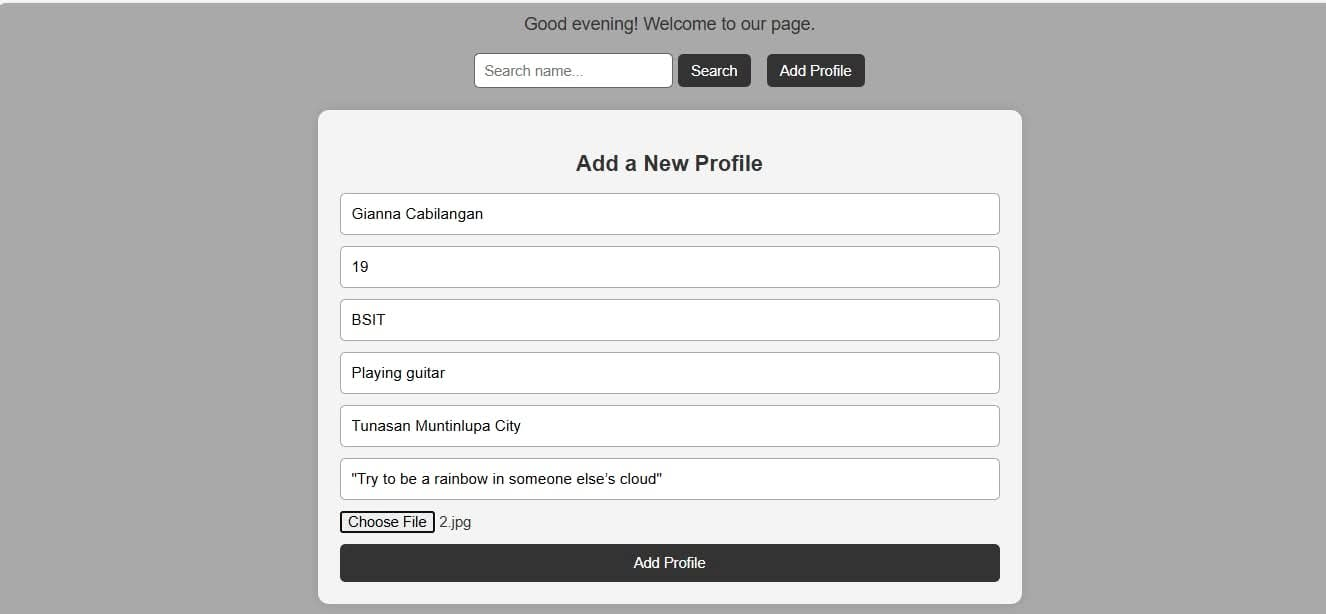 Good evening! Welcome to our page.
Search name... Search Add Profile
Add a New Profile
Gianna Cabilangan
19
BSIT
Playing guitar
Tunasan Muntinlupa City
"Try to be a rainbow in someone else’s cloud"
Choose File 2.jpg
Add Profile